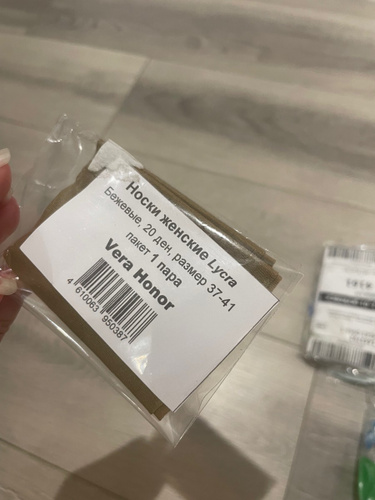 Носки женские Lycra
Бежевые, 20 ден, размер 37-41
пакет 1 пара
Vera Honor
4 610063 950387